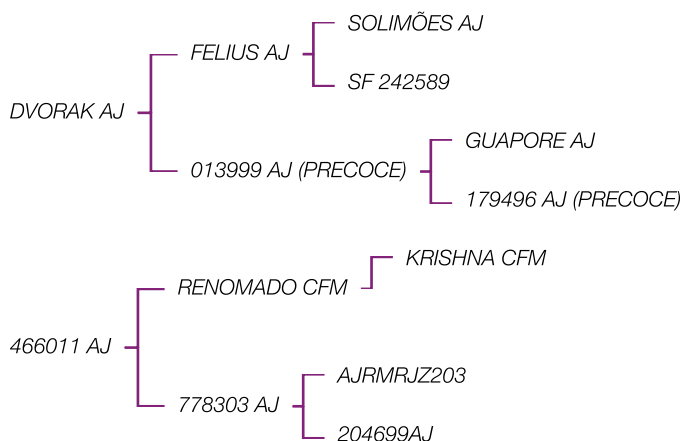 SOLIMÕES AJ
FELIUS AJ
SF 242589
DVORAK AJ
GUAPORE AJ
013999 AJ (PRECOCE)
179496 AJ (PRECOCE)
KRISHNA CFM
RENOMADO CFM
466011 AJ
AJRMRJZ203
778303 AJ
204699AJ